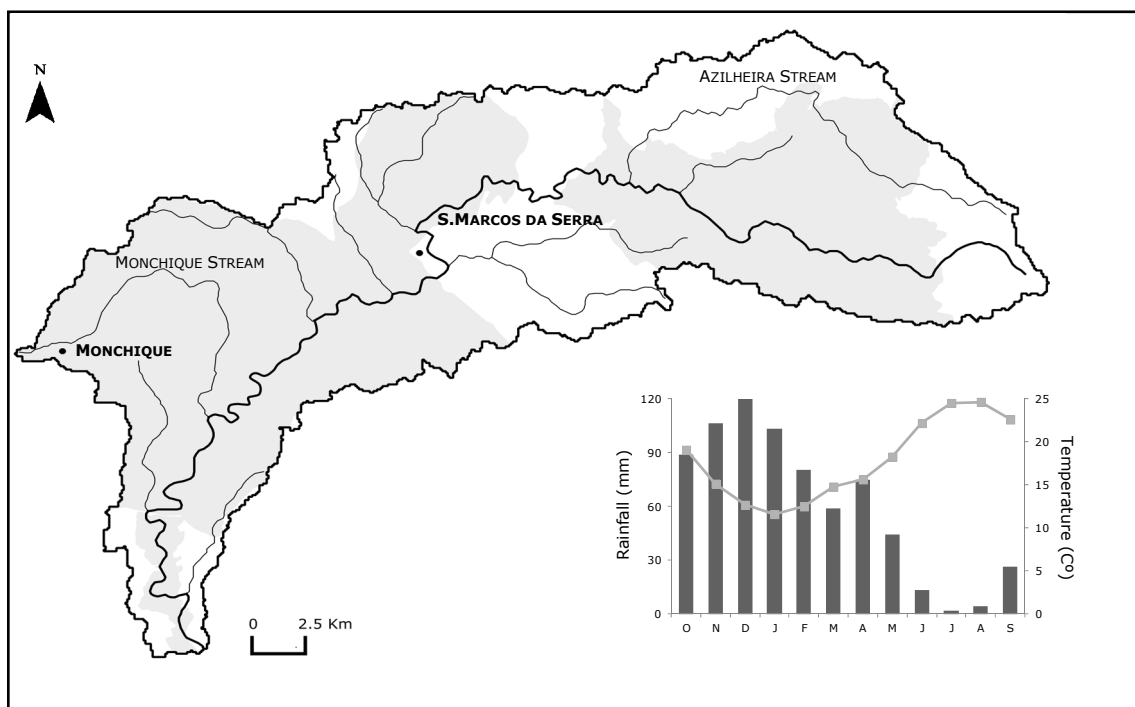 N
AZILHEIRA STREAM
S.MARCOS DA SERRA
MONCHIQUE STREAM
MONCHIQUE
0 2.5 Km
120
90
60
30
0
Rainfall (mm)
25
20
15
10
5
0
Temperature (Cº)
O N D J F M A M J J A S